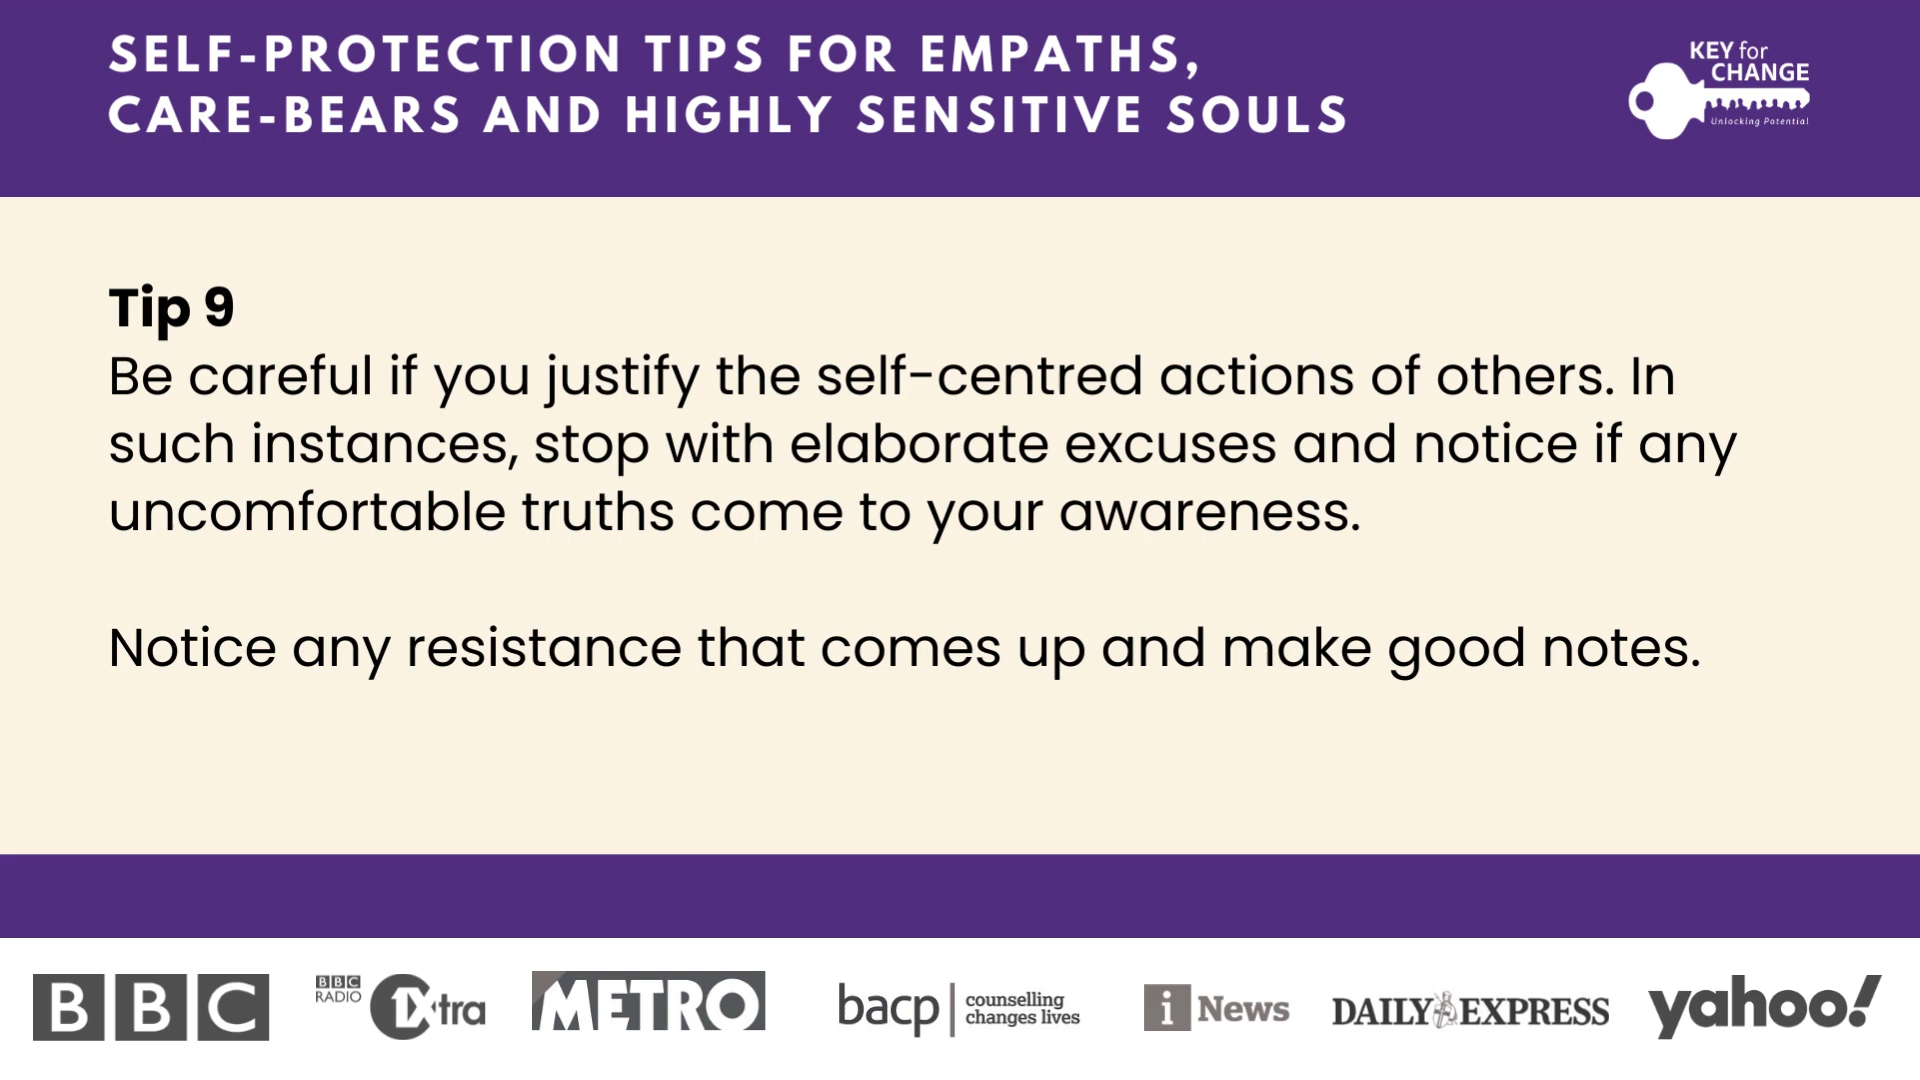 SELF-PROTECTION TIPS FOR EMPATHS,
CARE-BEARS AND HIGHLY SENSITIVE SOULS
KEY for
CHANGE
Unlocking Potential
Tip 9
Be careful if you justify the self-centred actions of others. In
such instances, stop with elaborate excuses and notice if any
uncomfortable truths come to your awareness.
Notice any resistance that comes up and make good notes.
BBC
BBC
RADIO
1Xtra
METRO
bacp
counselling
changes lives
i News
DAILY EXPRESS
yahoo!